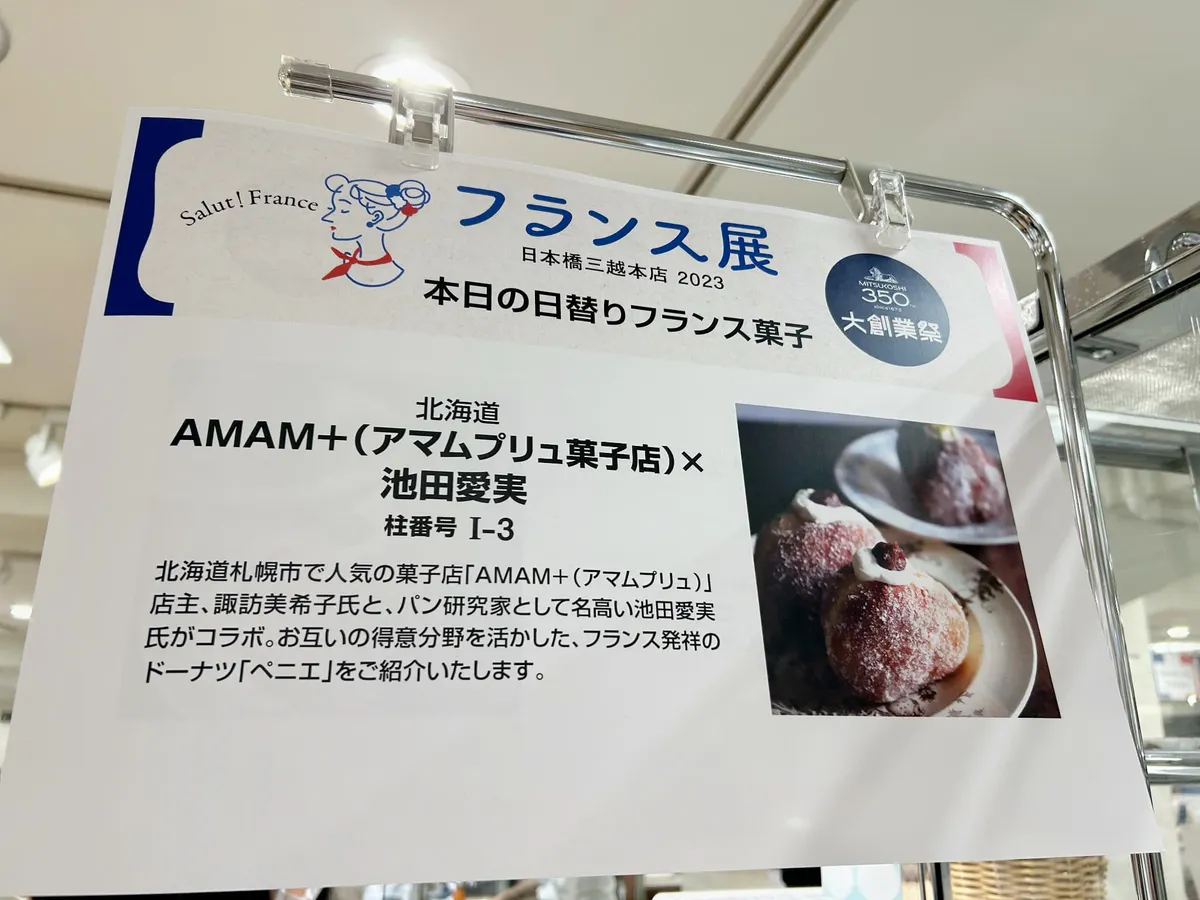 Salut! France
フランス展
日本橋三越本店 2023
本日の日替りフランス菓子
MITSUKOSHI
350
大創業祭
北海道
AMAM＋(アマムプリュ菓子店)×
池田愛実
柱番号 I-3
北海道札幌市で人気の菓子店「AMAM＋(アマムプリュ)」
店主、諏訪美希子氏と、パン研究家として名高い池田愛実
氏がコラボ。お互いの得意分野を活かした、フランス発祥の
ドーナツ「ベニエ」をご紹介いたします。